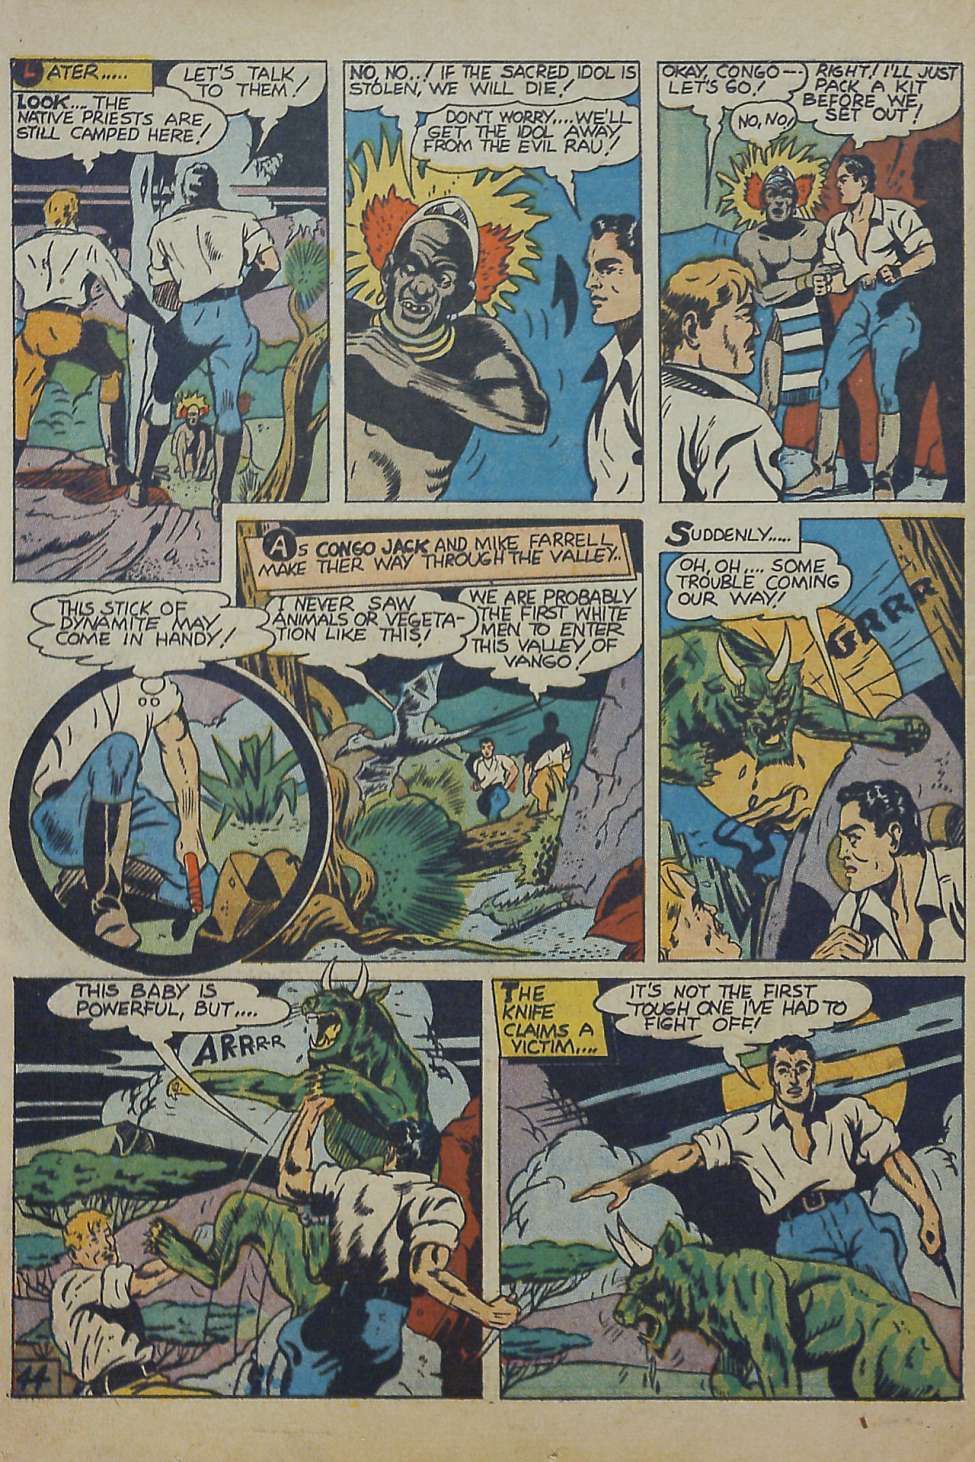 LATER.....
LOOK.... THE
NATIVE PRIESTS ARE
STILL CAMPED HERE!
LET'S TALK
TO THEM!
NO, NO..! IF THE SACRED IDOL IS
STOLEN, WE WILL DIE!
DON'T WORRY,...WE'LL
GET THE IDOL AWAY
FROM THE EVIL RAU!
OKAY, CONGO--
LET'S GO!
NO, NO!
RIGHT! I'LL JUST
PACK A KIT
BEFORE WE
SET OUT!
THIS STICK OF
DYNAMITE MAY
COME IN HANDY!
AS CONGO JACK AND MIKE FARRELL
MAKE THER WAY THROUGH THE VALLEY..
I NEVER SAW
ANIMALS OR VEGETA-
TION LIKE THIS!
WE ARE PROBABLY
THE FIRST WHITE
MEN TO ENTER
THIS VALLEY OF
VANGO!
SUDDENLY.....
OH, OH,.... SOME
TROUBLE COMING
OUR WAY!
GRRRR
THIS BABY IS
POWERFUL, BUT....
ARRRRR
THE
KNIFE
CLAIMS A
VICTIM,...
IT'S NOT THE FIRST
TOUGH ONE I'VE HAD TO
FIGHT OFF!
44